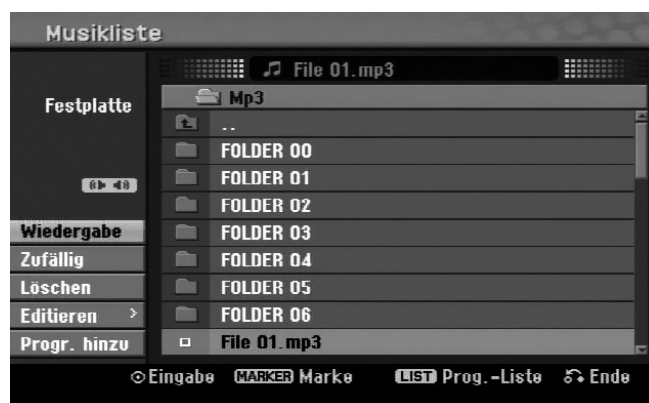 Musikliste
File 01.mp3
Festplatte
Mp3
..
FOLDER 00
FOLDER 01
FOLDER 02
Wiedergabe
FOLDER 03
Zufällig
FOLDER 04
Löschen
FOLDER 05
Editieren >
FOLDER 06
Progr. hinzu
File 01.mp3
Eingabe MARKER Marke LIST Prog.-Liste Ende